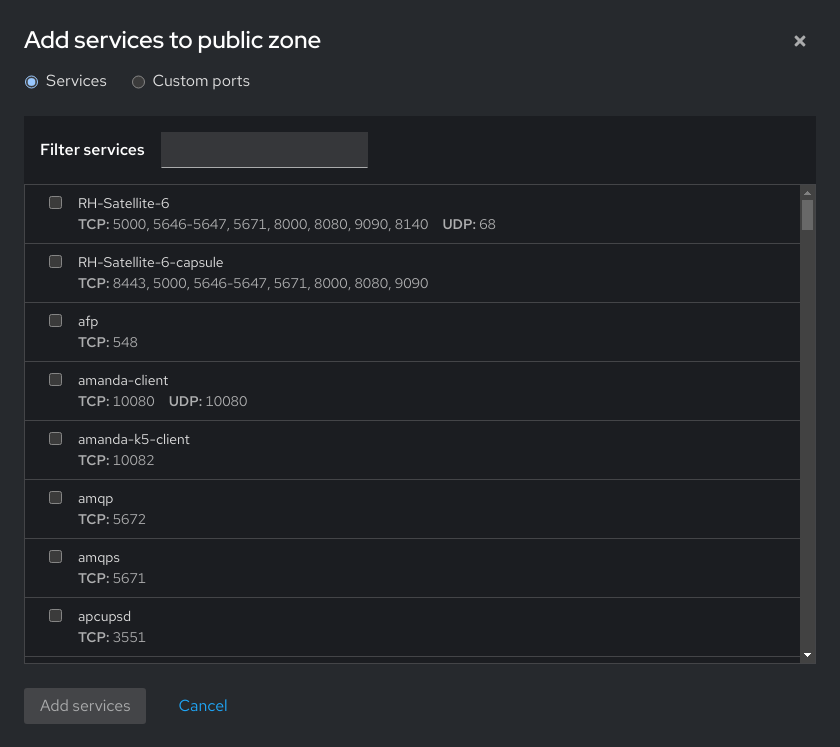 Add services to public zone
Services
Custom ports
Filter services
RH-Satellite-6
TCP: 5000, 5646-5647, 5671, 8000, 8080, 9090, 8140 UDP: 68
RH-Satellite-6-capsule
TCP: 8443, 5000, 5646-5647, 5671, 8000, 8080, 9090
afp
TCP: 548
amanda-client
TCP: 10080 UDP: 10080
amanda-k5-client
TCP: 10082
amqp
TCP: 5672
amqps
TCP: 5671
apcupsd
TCP: 3551
Add services
Cancel